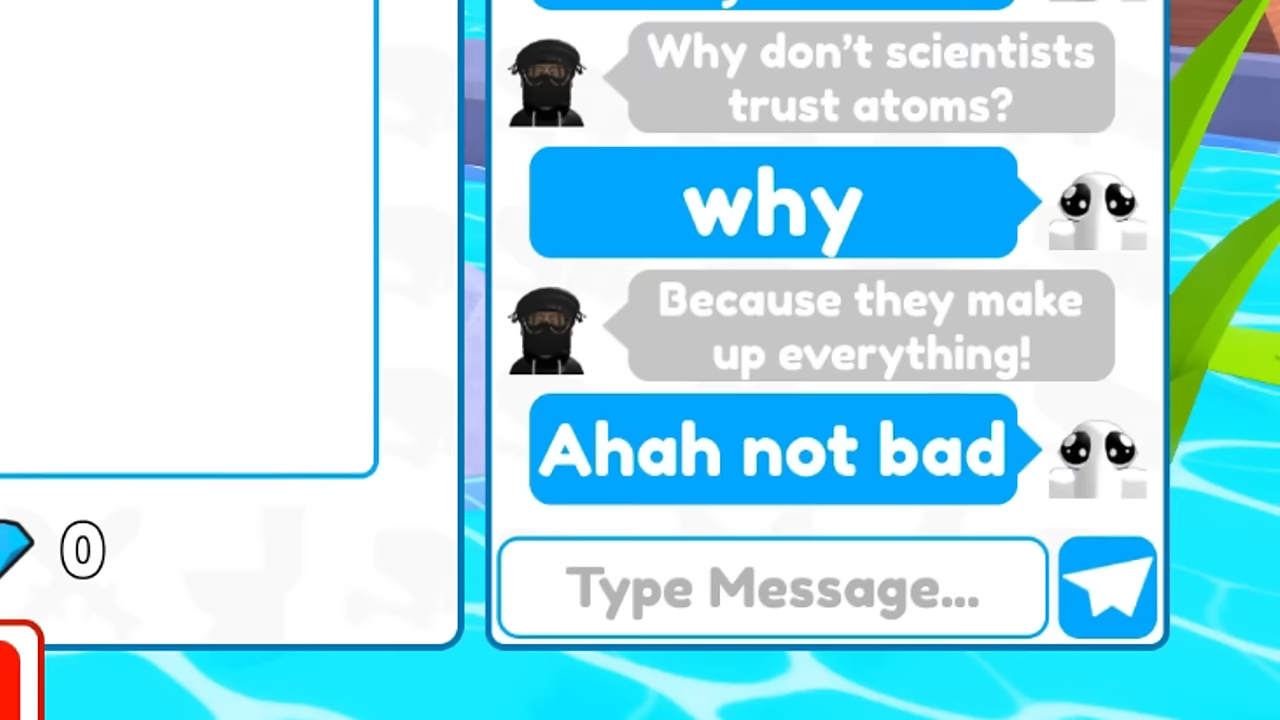 Why don’t scientists
trust atoms?
why
Because they make
up everything!
Ahah not bad
Type Message...
0